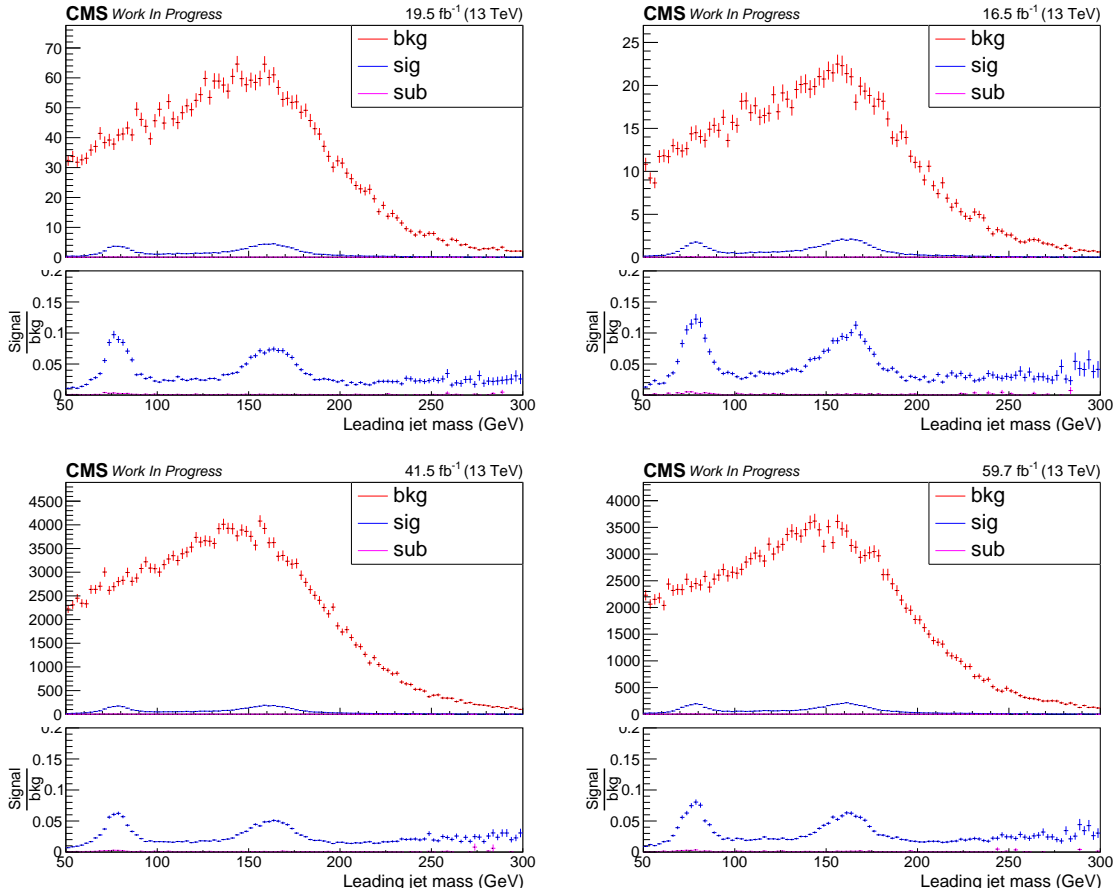 CMS Work In Progress 19.5 fb-1 (13 TeV)
bkg
sig
sub
70
60
50
40
30
20
10
0
0.2
0.15
0.1
0.05
0
Signal
bkg
50 100 150 200 250 300
Leading jet mass (GeV)
CMS Work In Progress 16.5 fb-1 (13 TeV)
bkg
sig
sub
25
20
15
10
5
0
0.2
0.15
0.1
0.05
0
Signal
bkg
50 100 150 200 250 300
Leading jet mass (GeV)
CMS Work In Progress 41.5 fb-1 (13 TeV)
bkg
sig
sub
4500
4000
3500
3000
2500
2000
1500
1000
500
0
0.2
0.15
0.1
0.05
0
Signal
bkg
50 100 150 200 250 300
Leading jet mass (GeV)
CMS Work In Progress 59.7 fb-1 (13 TeV)
bkg
sig
sub
4000
3500
3000
2500
2000
1500
1000
500
0
0.2
0.15
0.1
0.05
0
Signal
bkg
50 100 150 200 250 300
Leading jet mass (GeV)